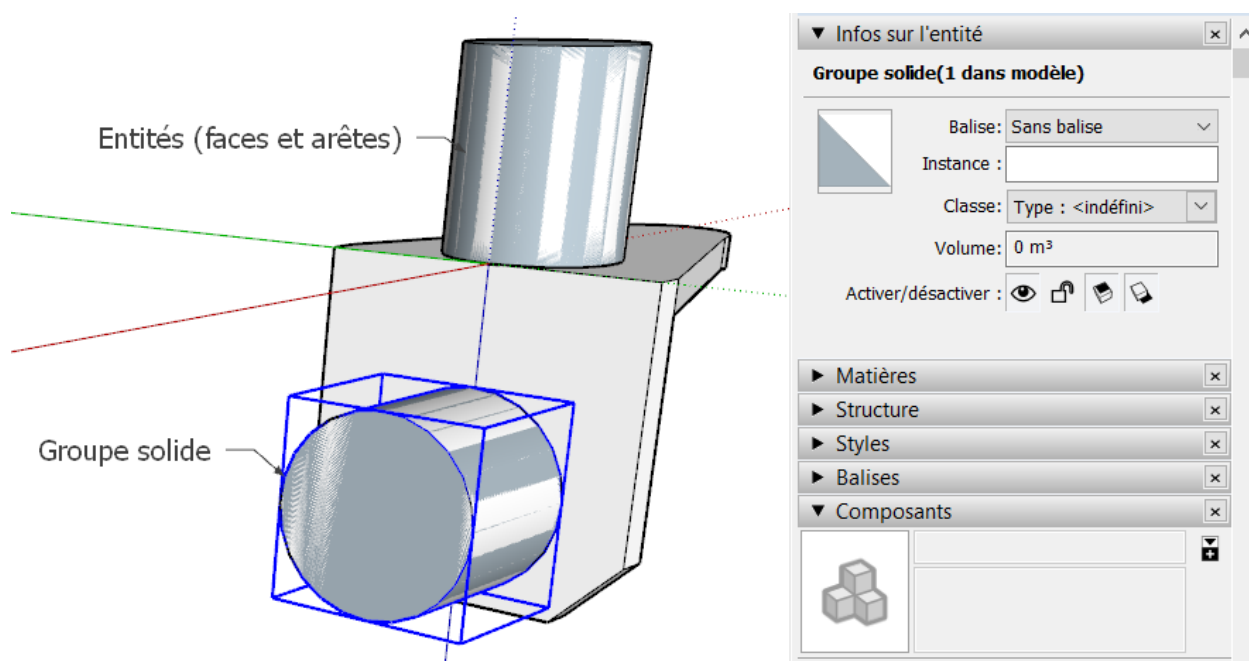 Entités (faces et arêtes)
Groupe solide
Infos sur l'entité
Groupe solide(1 dans modèle)
Balise: Sans balise
Instance :
Classe: Type : <indéfini>
Volume: 0 m³
Activer/désactiver :
Matières
Structure
Styles
Balises
Composants